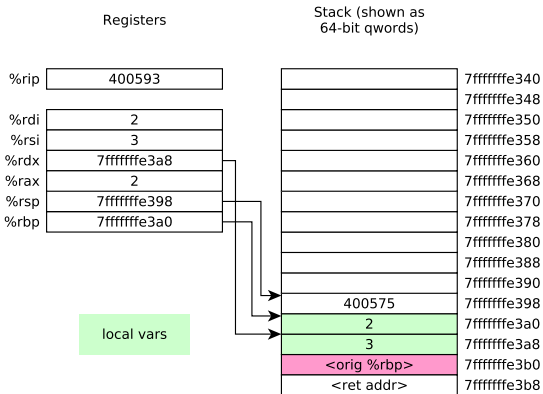 Registers
Stack (shown as
64-bit qwords)
%rip 400593
%rdi 2
%rsi 3
%rdx 7fffffffe3a8
%rax 2
%rsp 7fffffffe398
%rbp 7fffffffe3a0
local vars
7fffffffe340
7fffffffe348
7fffffffe350
7fffffffe358
7fffffffe360
7fffffffe368
7fffffffe370
7fffffffe378
7fffffffe380
7fffffffe388
7fffffffe390
400575 7fffffffe398
2 7fffffffe3a0
3 7fffffffe3a8
<orig %rbp> 7fffffffe3b0
<ret addr> 7fffffffe3b8